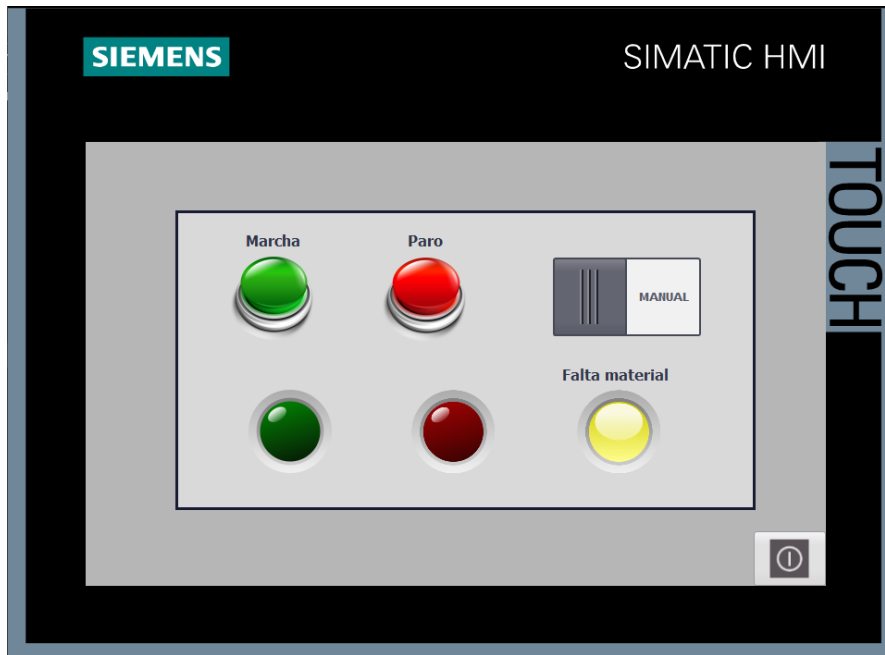 SIEMENS
SIMATIC HMI
TOUCH
Marcha
Paro
MANUAL
Falta material